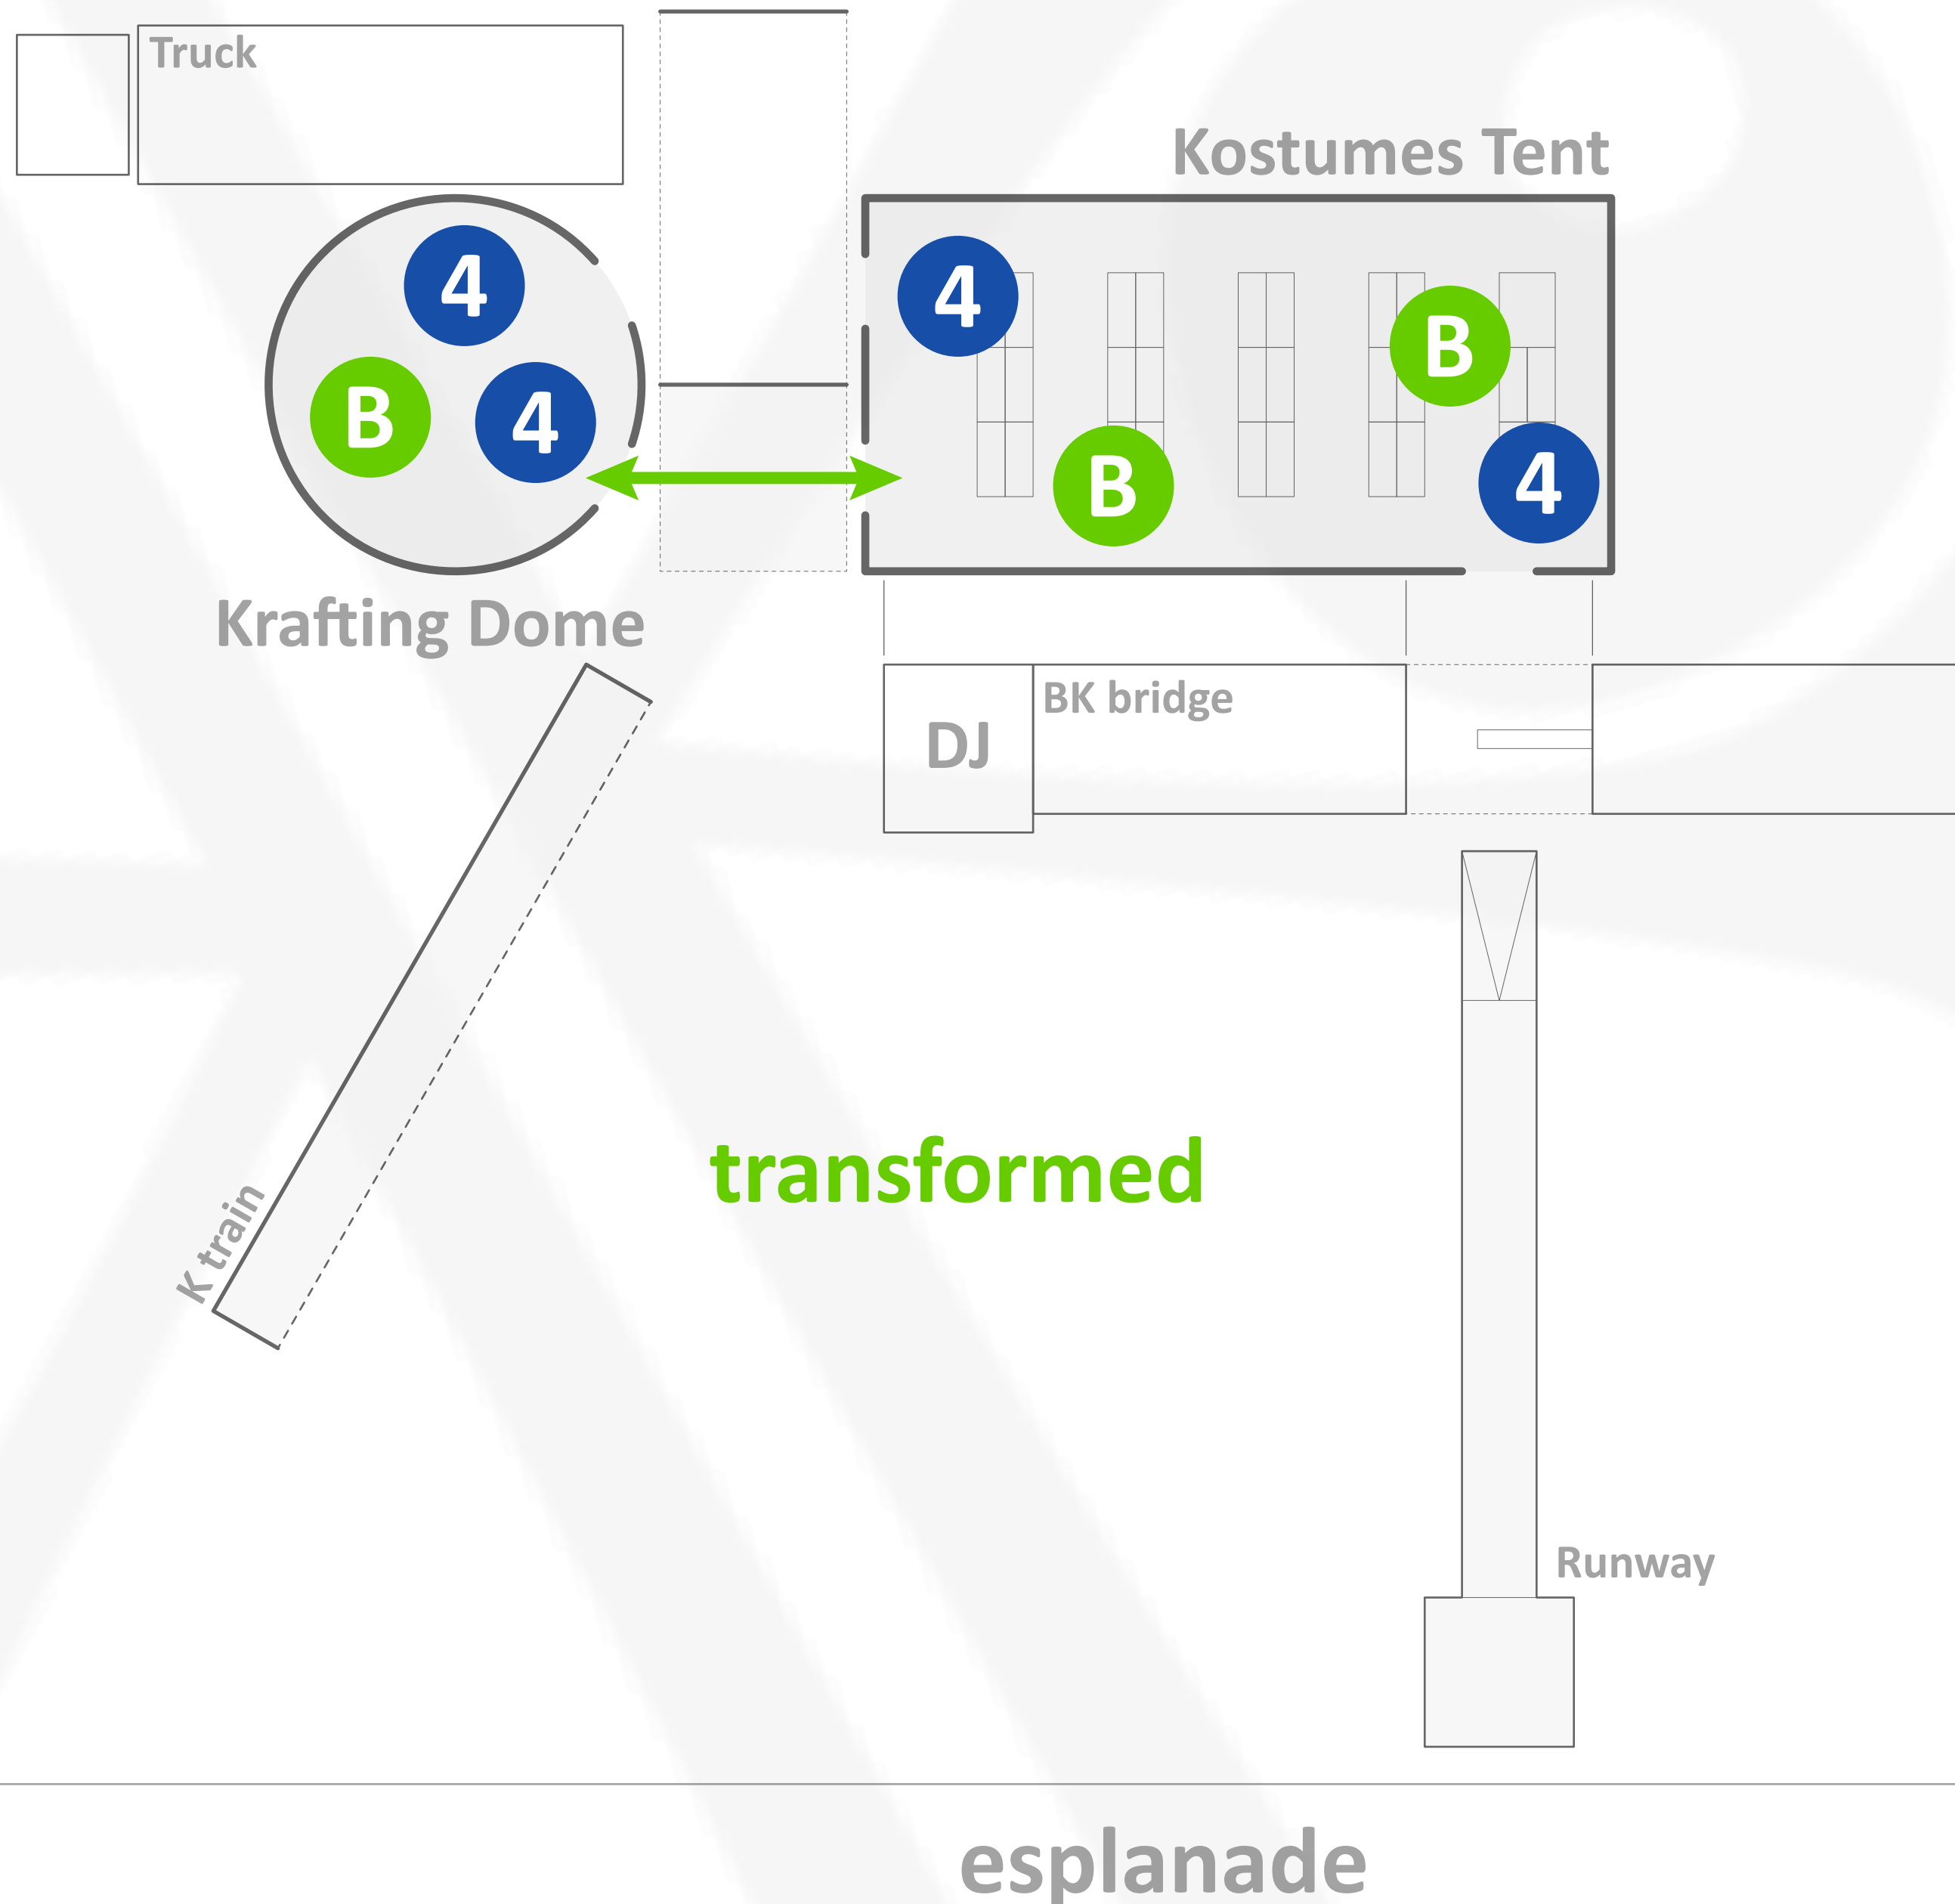 Truck
Kostumes Tent
4
4
B
B
4
B
4
Krafting Dome
BK bridge
DJ
transformed
K train
Runway
esplanade